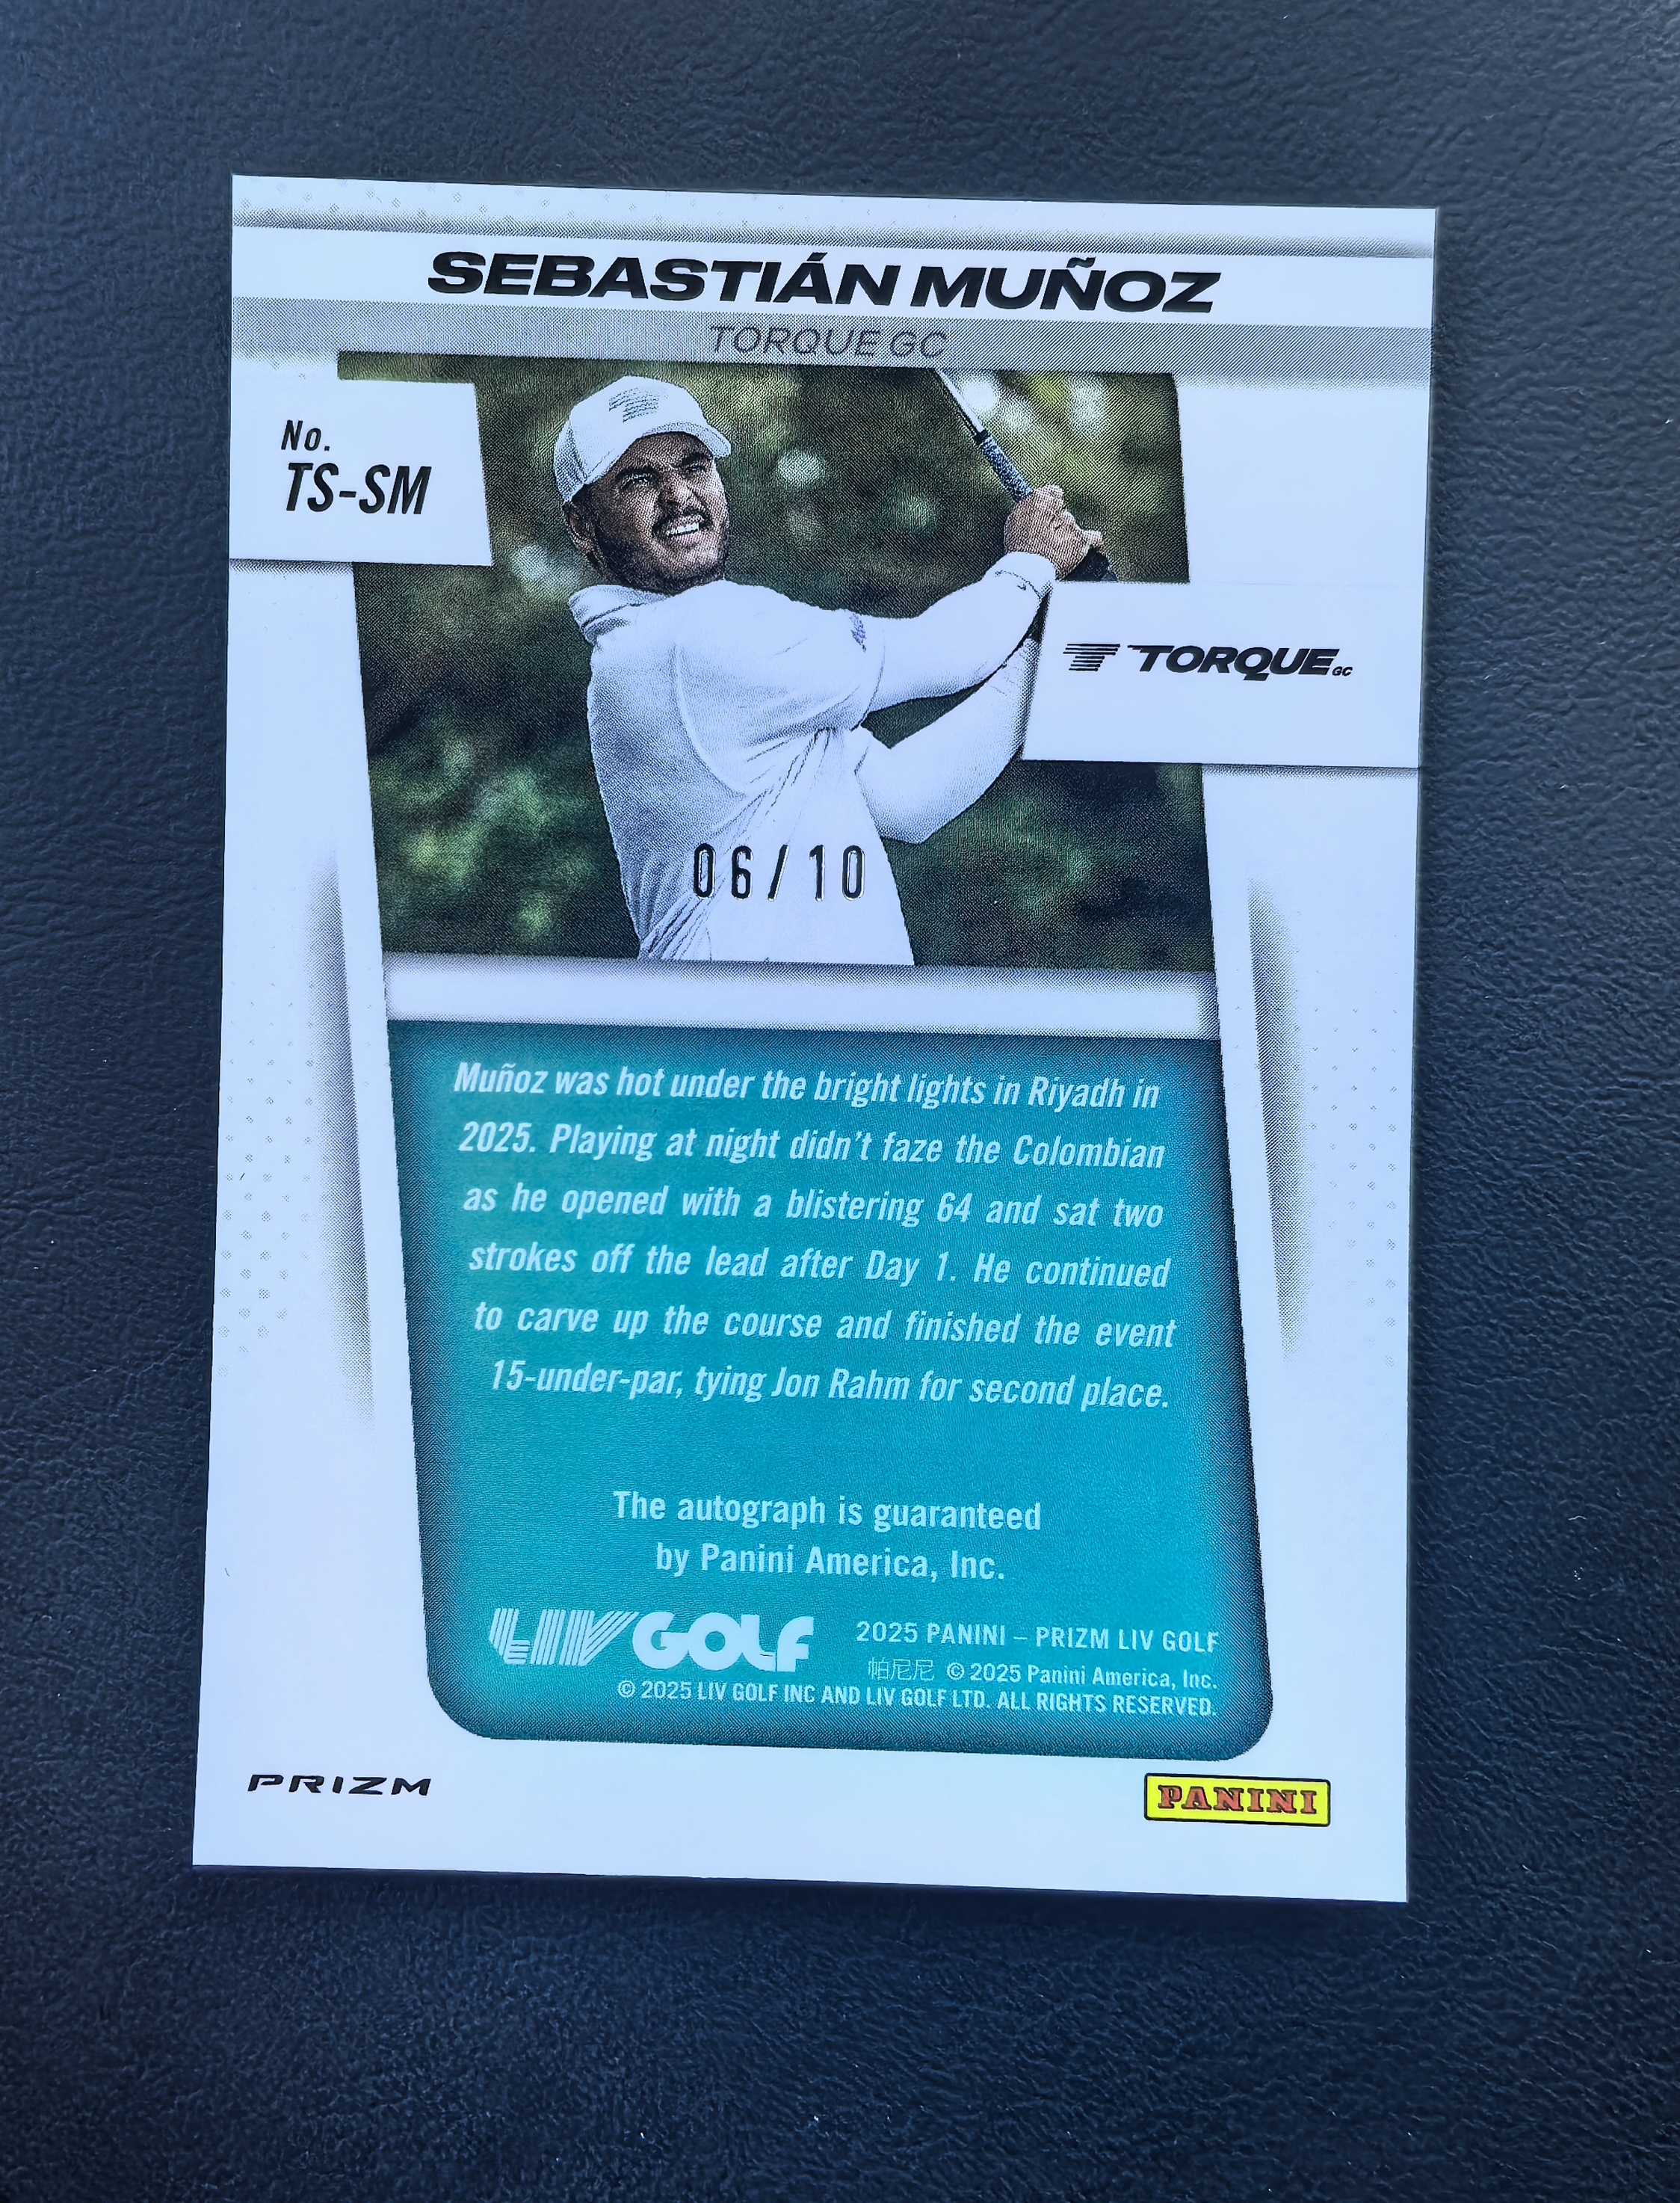 SEBASTIÁN MUÑOZ
TORQUE GC
No.
TS-SM
TORQUE GC
06/10
Muñoz was hot under the bright lights in Riyadh in
2025. Playing at night didn't faze the Colombian
as he opened with a blistering 64 and sat two
strokes off the lead after Day 1. He continued
to carve up the course and finished the event
15-under-par, tying Jon Rahm for second place.
The autograph is guaranteed
by Panini America, Inc.
LIV GOLF
2025 PANINI – PRIZM LIV GOLF
帕尼尼 © 2025 Panini America, Inc.
© 2025 LIV GOLF INC AND LIV GOLF LTD. ALL RIGHTS RESERVED.
PRIZM
PANINI